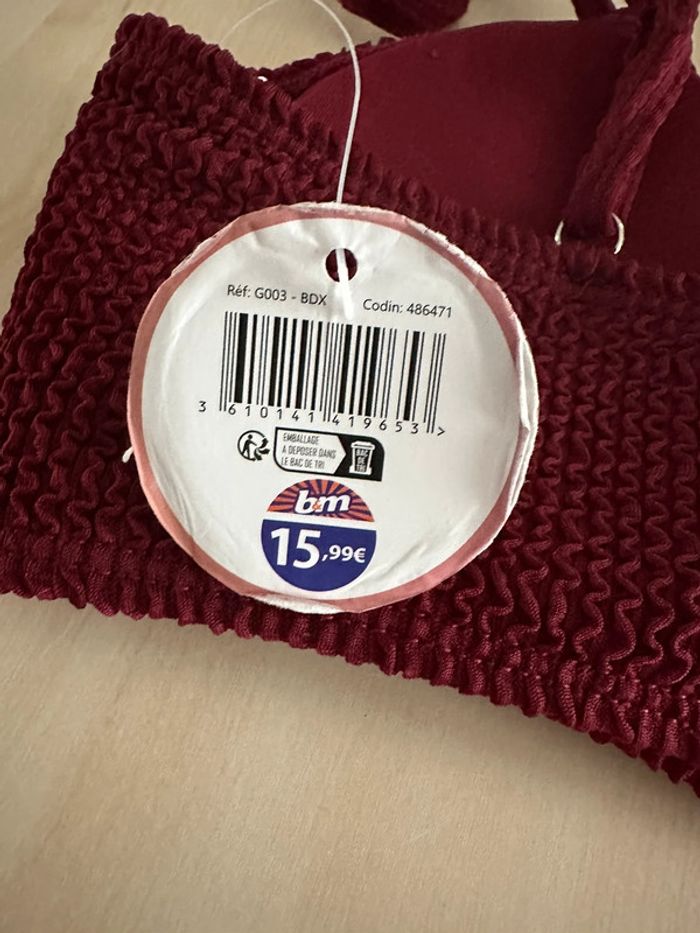 Réf: G003 - BDX
Codin: 486471
3 610141 419653 >
EMBALLAGE
À DÉPOSER DANS
LE BAC DE TRI
BAC
DE
TRI
b&m
15,99€